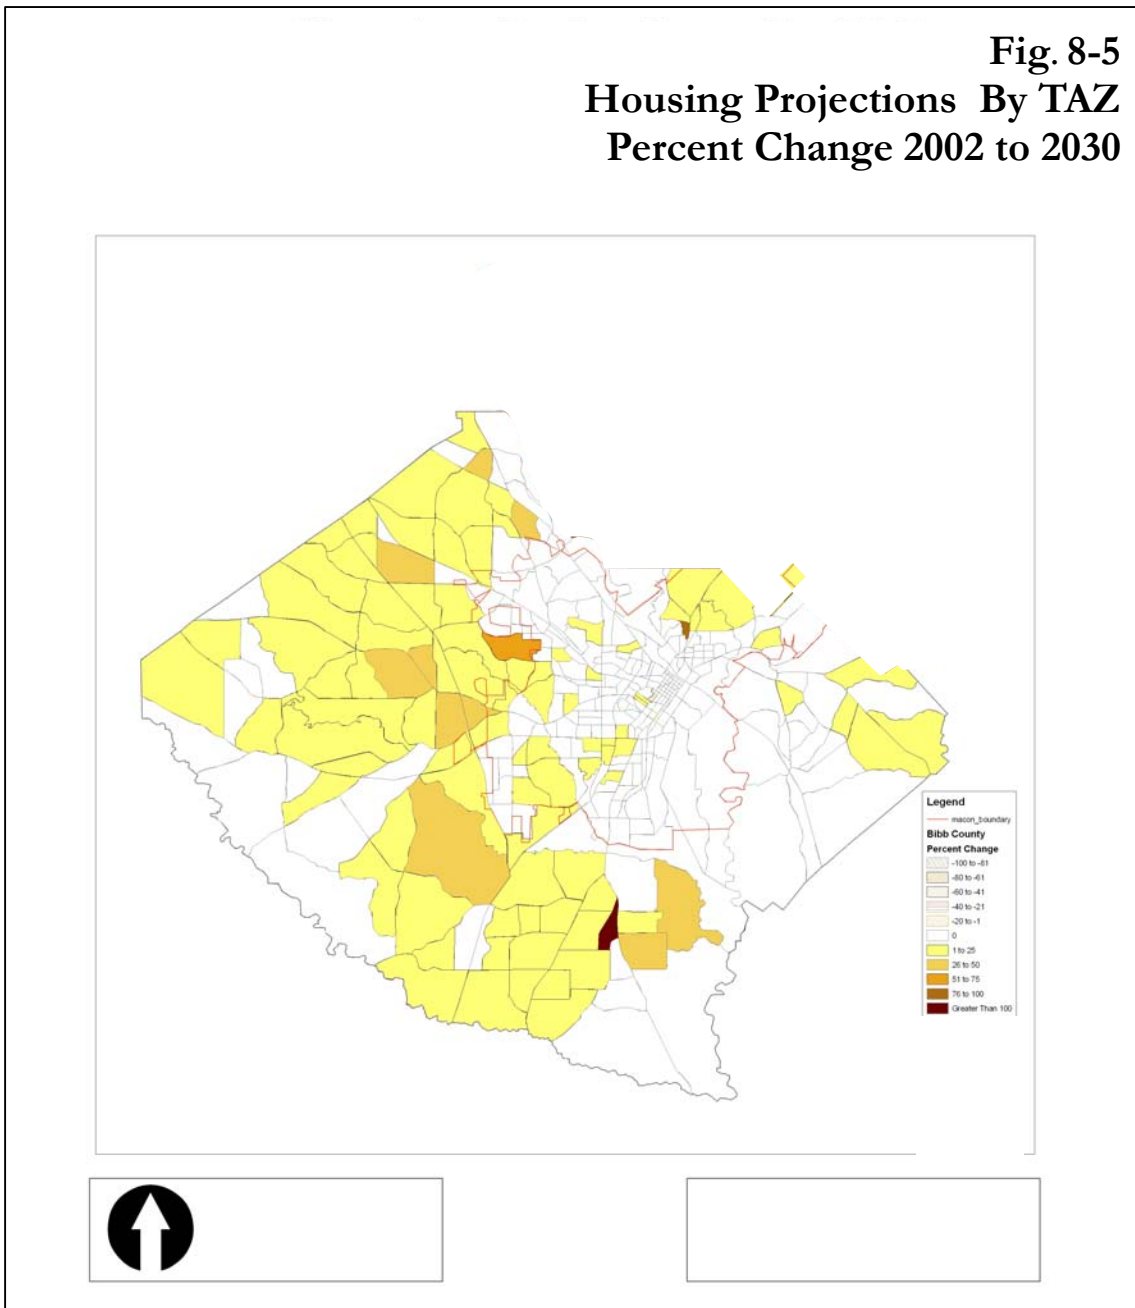 Fig. 8-5
Housing Projections By TAZ
Percent Change 2002 to 2030
Legend
macon_boundary
Bibb County
Percent Change
-100 to -81
-80 to -61
-60 to -41
-40 to -21
-20 to -1
0
1 to 25
26 to 50
51 to 75
76 to 100
Greater Than 100